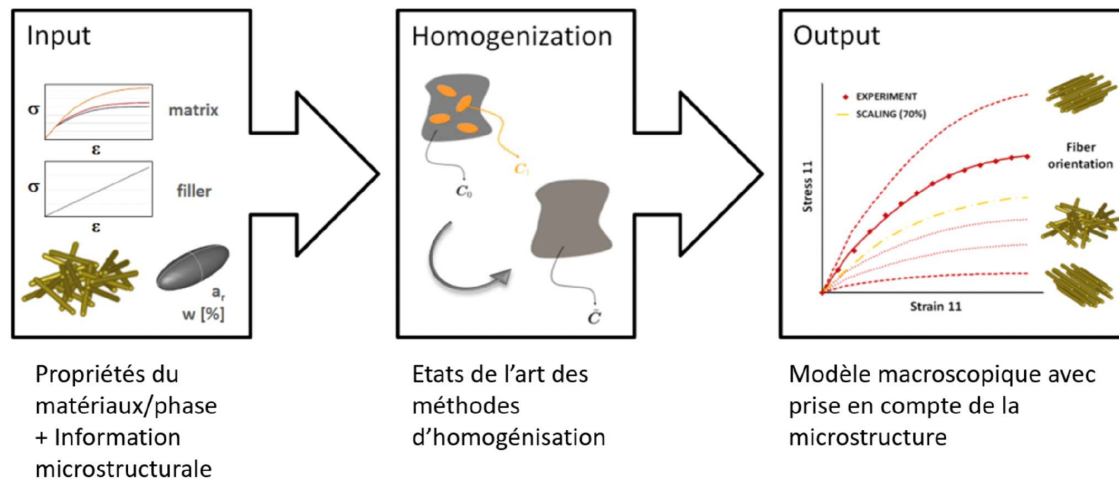 Input
σ
matrix
ε
σ
filler
ε
a_r
w [%]
Propriétés du
matériaux/phase
+ Information
microstructurale
Homogenization
C_0
C_1
C̄
Etats de l'art des
méthodes
d'homogénisation
Output
EXPERIMENT
SCALING (70%)
Stress 11
Strain 11
Fiber
orientation
Modèle macroscopique avec
prise en compte de la
microstructure